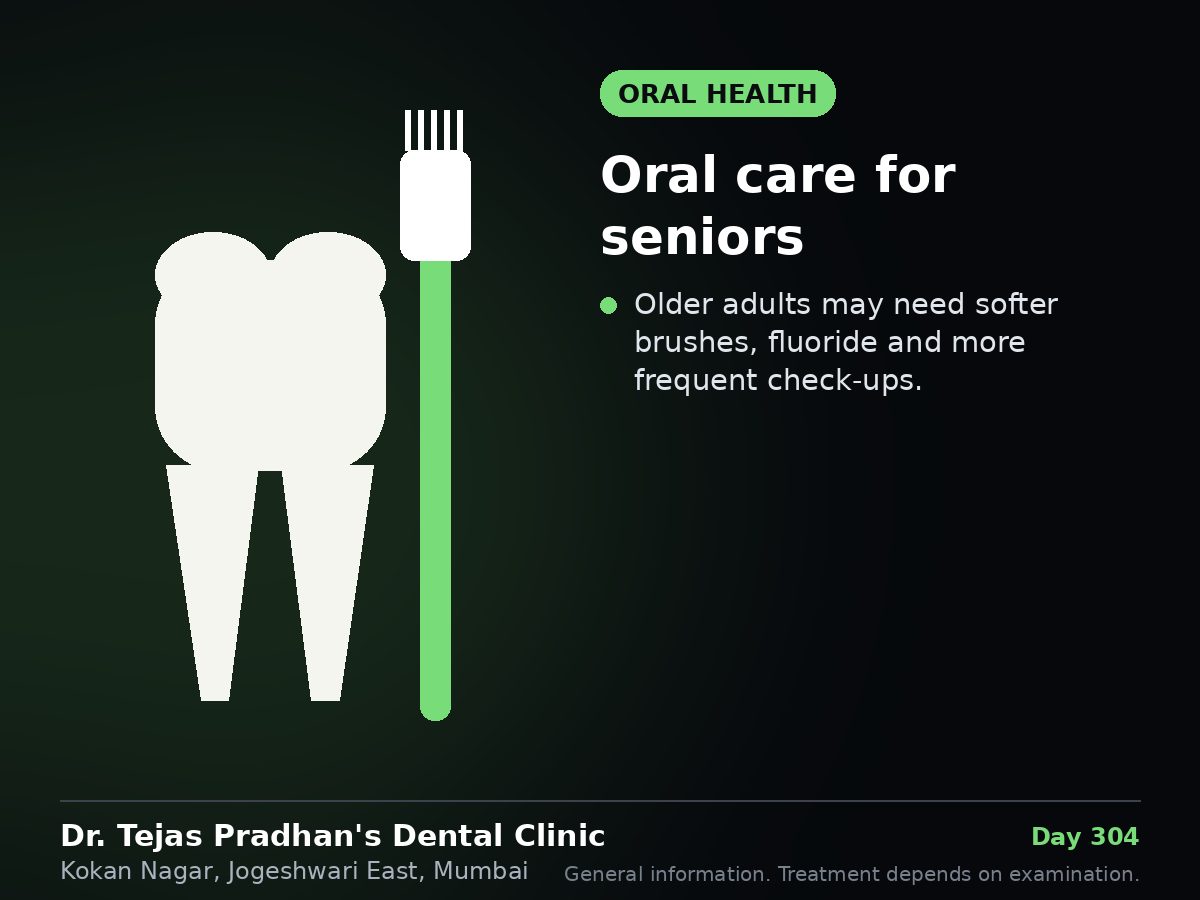 ORAL HEALTH
Oral care for
seniors
Older adults may need softer
brushes, fluoride and more
frequent check-ups.
Dr. Tejas Pradhan's Dental Clinic
Day 304
Kokan Nagar, Jogeshwari East, Mumbai
General information. Treatment depends on examination.